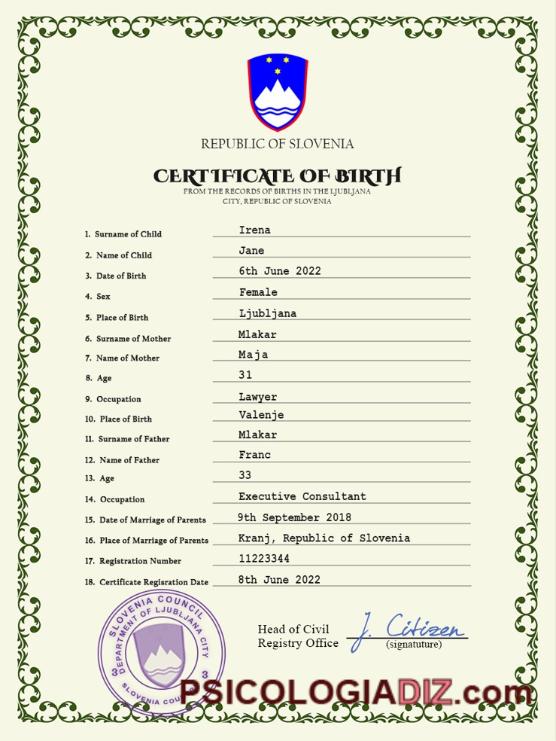 REPUBLIC OF SLOVENIA
CERTIFICATE OF BIRTH
FROM THE RECORDS OF BIRTHS IN THE LJUBLJANA
CITY, REPUBLIC OF SLOVENIA
1. Surname of Child Irena
2. Name of Child Jane
3. Date of Birth 6th June 2022
4. Sex Female
5. Place of Birth Ljubljana
6. Surname of Mother Mlakar
7. Name of Mother Maja
8. Age 31
9. Occupation Lawyer
10. Place of Birth Valenje
11. Surname of Father Mlakar
12. Name of Father Franc
13. Age 33
14. Occupation Executive Consultant
15. Date of Marriage of Parents 9th September 2018
16. Place of Marriage of Parents Kranj, Republic of Slovenia
17. Registration Number 11223344
18. Certificate Regisration Date 8th June 2022
SLOVENIA COUNCIL
DEPARTMENT OF LJUBLJANA CITY
3 3
SLOVENIA
Head of Civil
Registry Office
J. Citizen
(signatuture)
PSICOLOGIADIZ.com